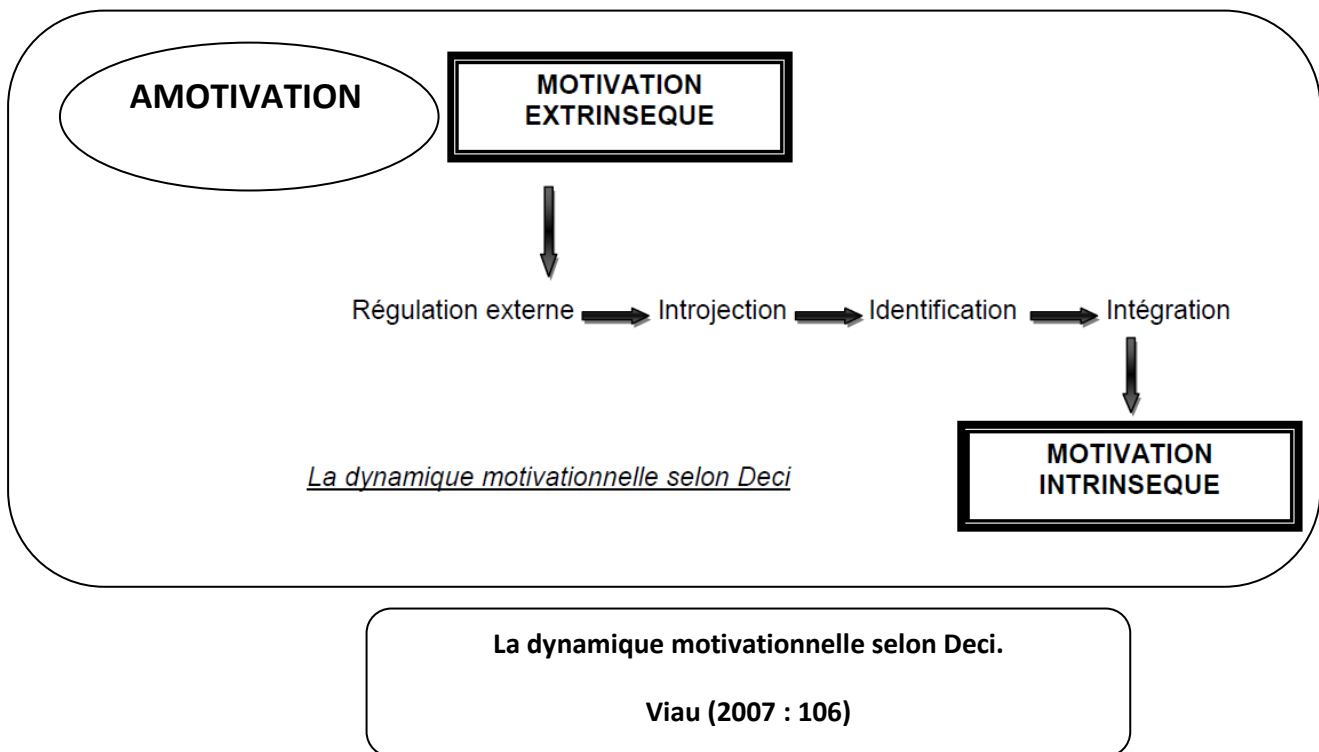 AMOTIVATION
MOTIVATION
EXTRINSEQUE
Régulation externe Introjection Identification Intégration
La dynamique motivationnelle selon Deci
MOTIVATION
INTRINSEQUE
La dynamique motivationnelle selon Deci.
Viau (2007 : 106)